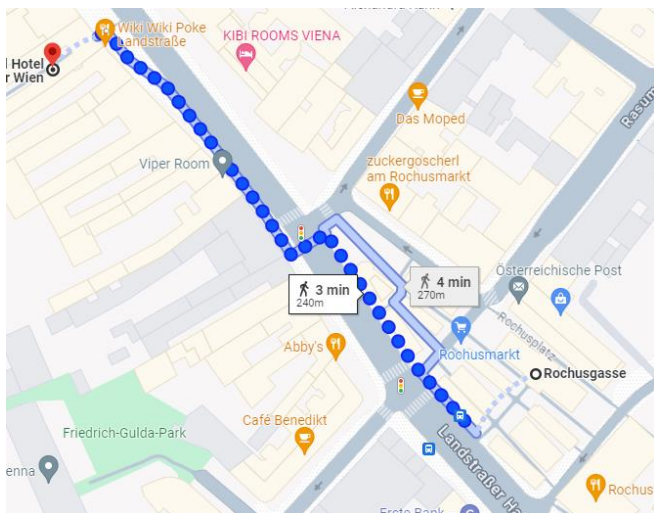 Wiki Wiki Poke
Landstraße
KIBI ROOMS VIENA
Hotel
Wien
Das Moped
Rasum
Viper Room
zuckergoscherl
am Rochusmarkt
3 min
240m
4 min
270m
Österreichische Post
Rochusplatz
Abby's
Rochusmarkt
Rochusgasse
Café Benedikt
Friedrich-Gulda-Park
Landstraßer Ha
enna
Rochus
Erste Bank